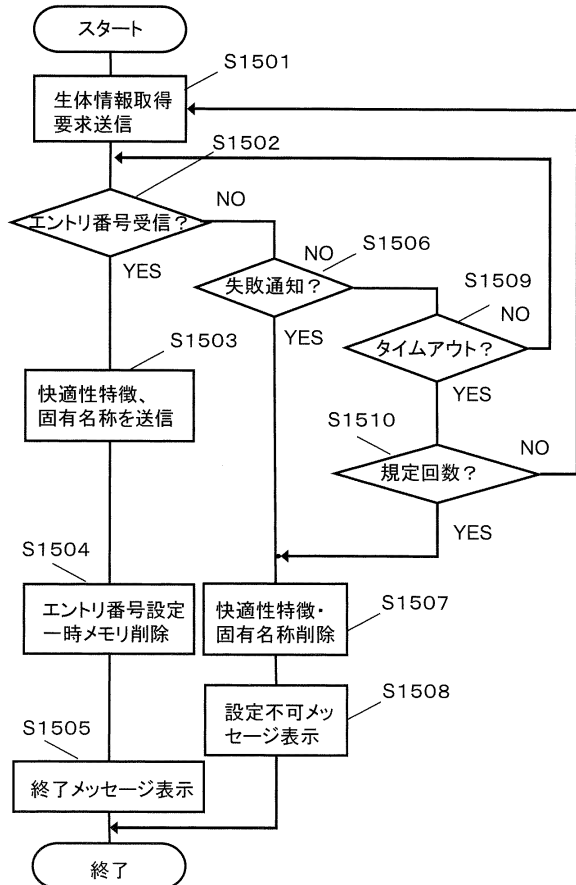 スタート
S1501
生体情報取得
要求送信
S1502
エントリ番号受信？
NO
YES
S1506
失敗通知？
NO
YES
S1509
タイムアウト？
NO
YES
S1503
快適性特徴、
固有名称を送信
S1510
規定回数？
NO
YES
S1504
エントリ番号設定
一時メモリ削除
S1507
快適性特徴・
固有名称削除
S1508
設定不可メッ
セージ表示
S1505
終了メッセージ表示
終了